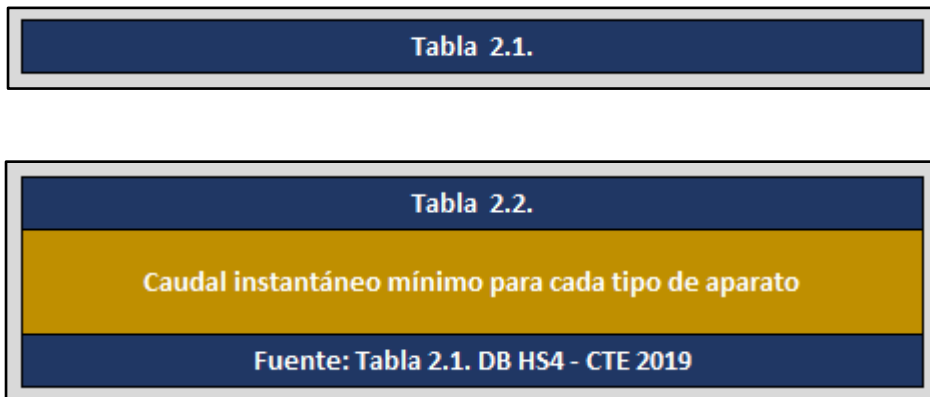 Tabla 2.1.
Tabla 2.2.
Caudal instantáneo mínimo para cada tipo de aparato
Fuente: Tabla 2.1. DB HS4 - CTE 2019